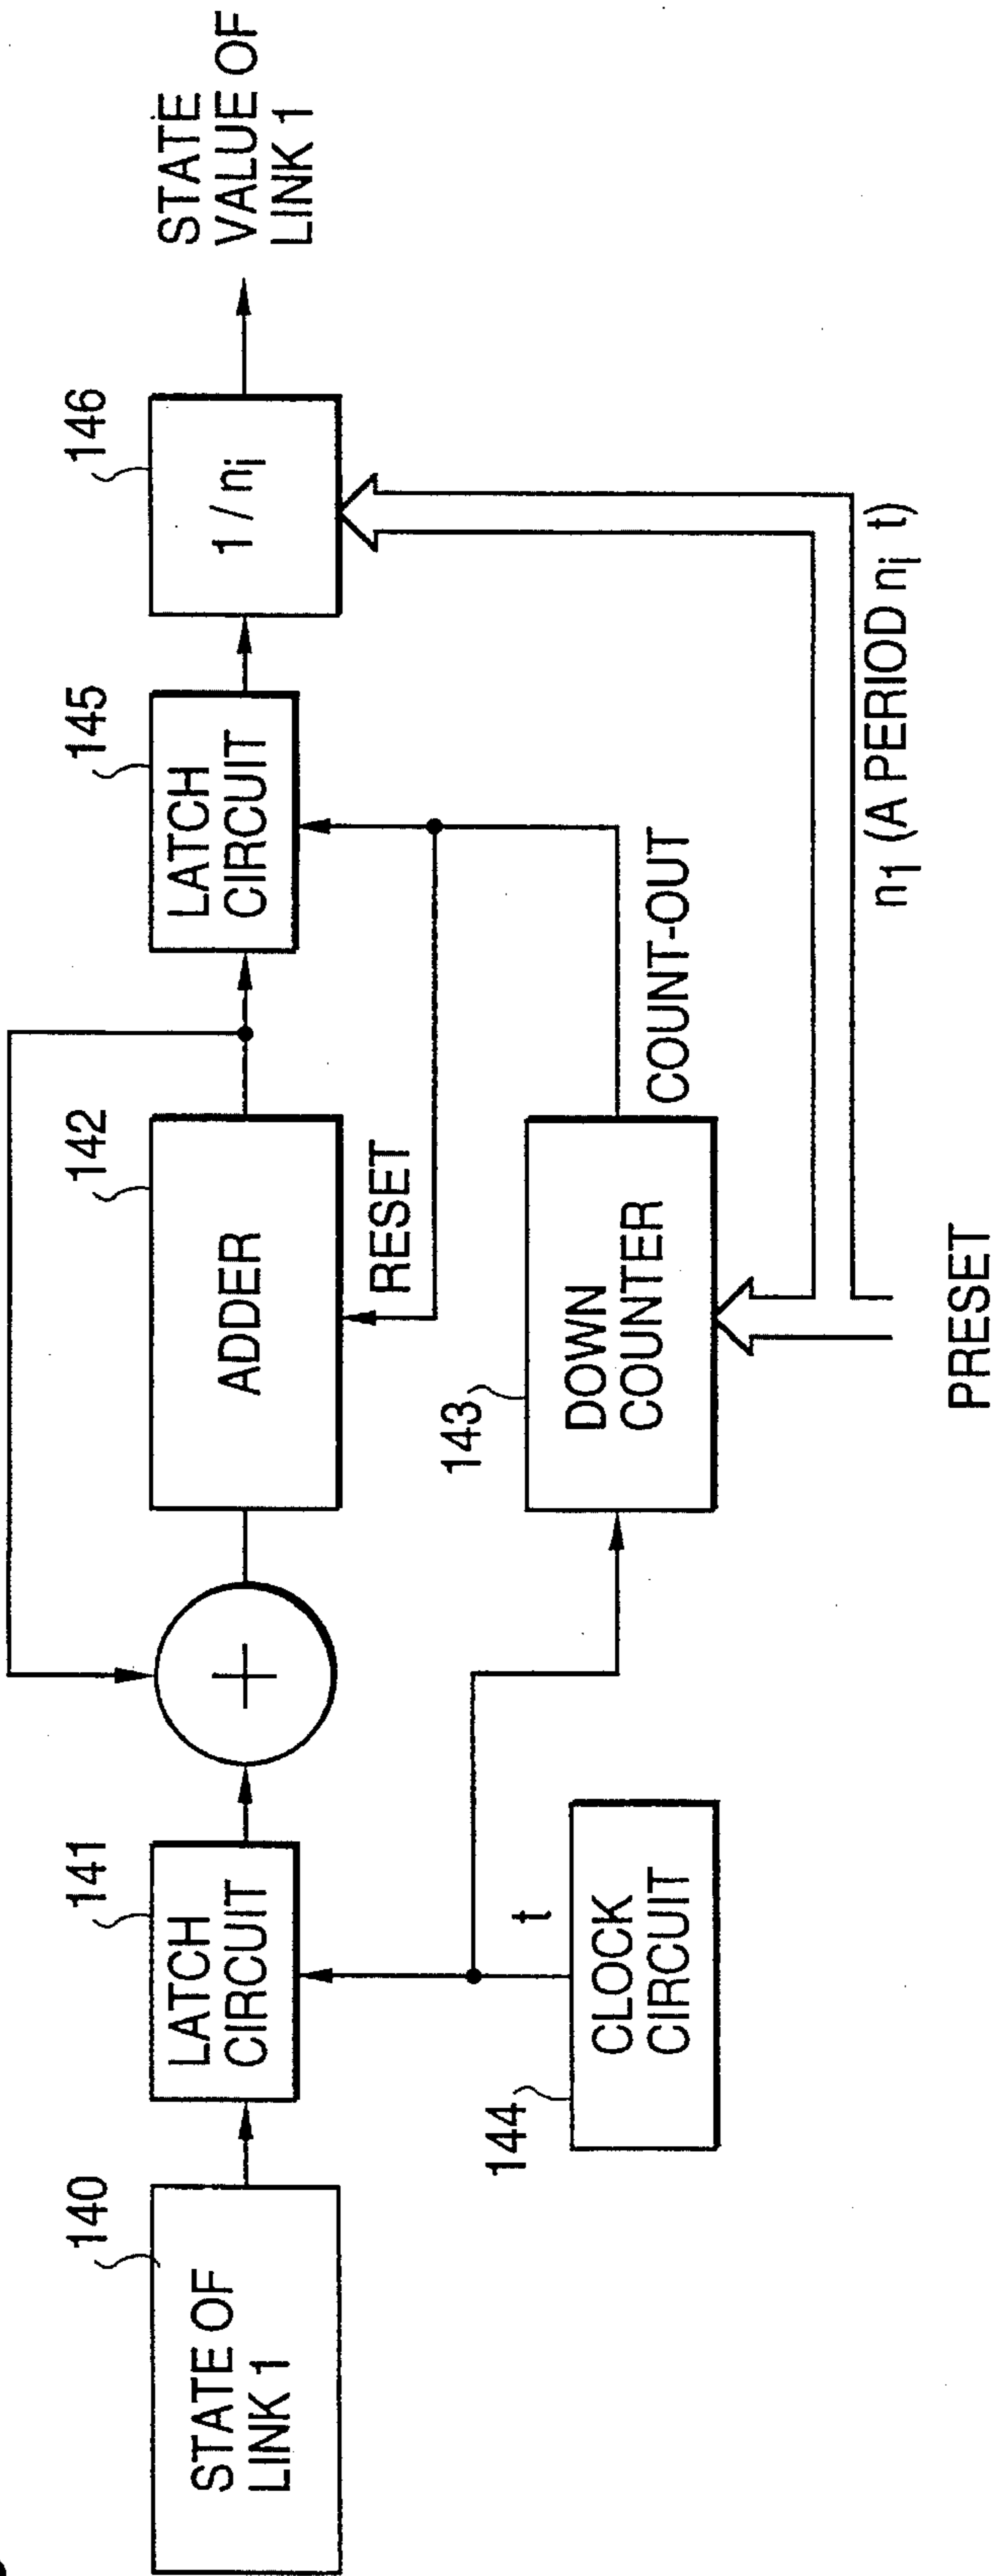 140
STATE OF
LINK 1
141
LATCH
CIRCUIT
+
142
ADDER
RESET
145
LATCH
CIRCUIT
146
1 / ni
STATE
VALUE OF
LINK 1
144
CLOCK
CIRCUIT
t
143
DOWN
COUNTER
COUNT-OUT
n1 (A PERIOD ni t)
PRESET